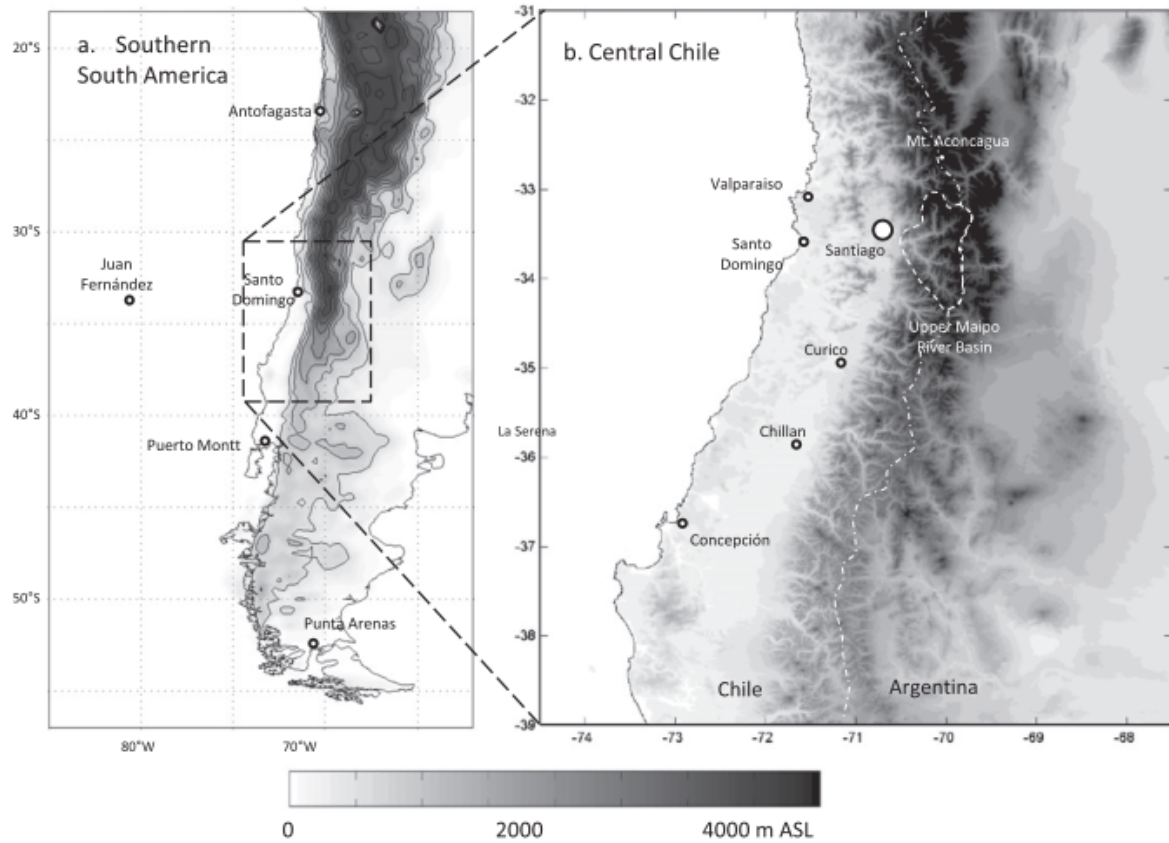 a. Southern
South America
20°S
Antofagasta
30°S
Juan
Fernández
Santo
Domingo
40°S
Puerto Montt
50°S
Punta Arenas
80°W
70°W
La Serena
b. Central Chile
-31
-32
-33
-34
-35
-36
-37
-38
-39
Mt. Aconcagua
Valparaiso
Santo
Domingo
Santiago
Upper Maipo
River Basin
Curico
Chillan
Concepción
Chile
Argentina
-74
-73
-72
-71
-70
-69
-68
0
2000
4000 m ASL